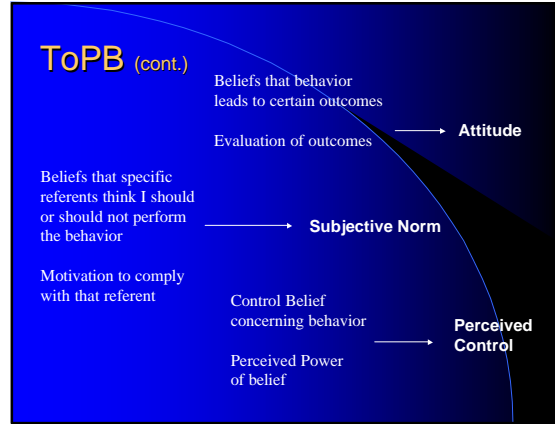 ToPB (cont.)
Beliefs that behavior
leads to certain outcomes
Evaluation of outcomes
Attitude
Beliefs that specific
referents think I should
or should not perform
the behavior
Motivation to comply
with that referent
Subjective Norm
Control Belief
concerning behavior
Perceived Power
of belief
Perceived
Control